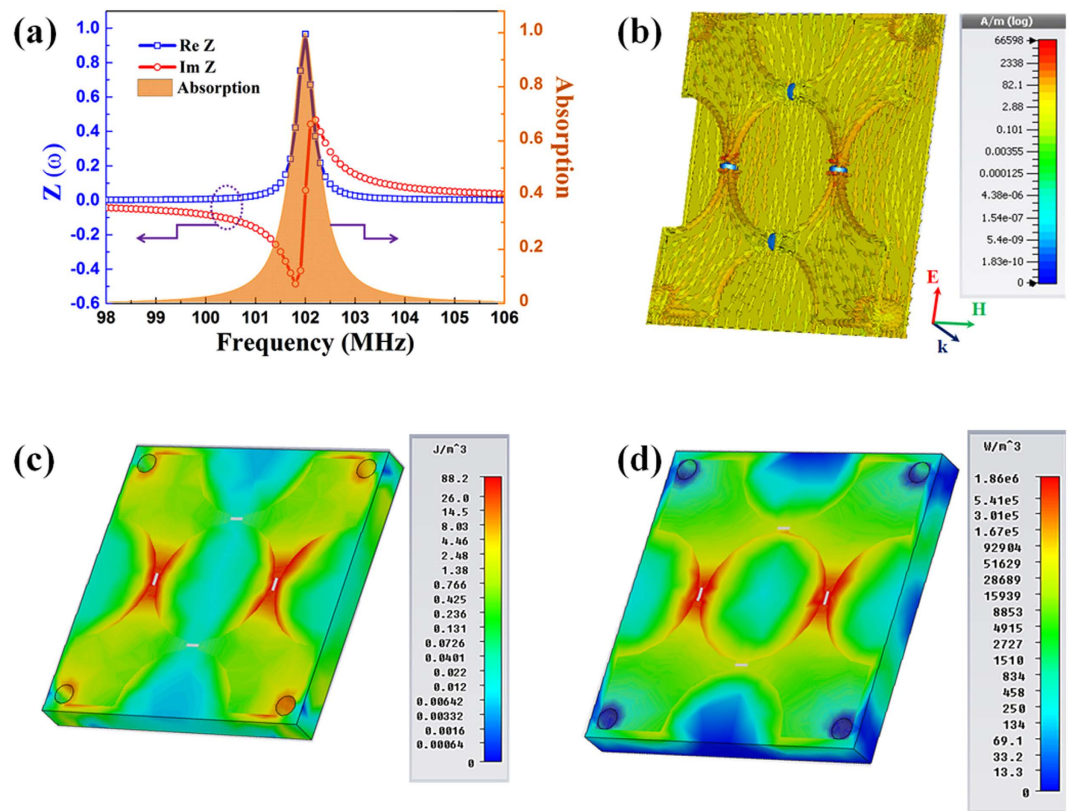 (a)
Re Z
Im Z
Absorption
Z (ω)
1.0
0.8
0.6
0.4
0.2
0.0
-0.2
-0.4
-0.6
1.0
0.8
0.6
0.4
0.2
0
Absorption
98 99 100 101 102 103 104 105 106
Frequency (MHz)
(b)
A/m (log)
66598
2338
82.1
2.88
0.101
0.00355
0.000125
4.38e-06
1.54e-07
5.4e-09
1.83e-10
0
E
H
k
(c)
J/m^3
88.2
26.0
14.5
8.03
4.46
2.48
1.38
0.766
0.425
0.236
0.131
0.0726
0.0401
0.022
0.012
0.00642
0.00332
0.0016
0.00064
0
(d)
W/m^3
1.86e6
5.41e5
3.01e5
1.67e5
92904
51629
28689
15939
8853
4915
2727
1510
834
458
250
134
69.1
33.2
13.3
0